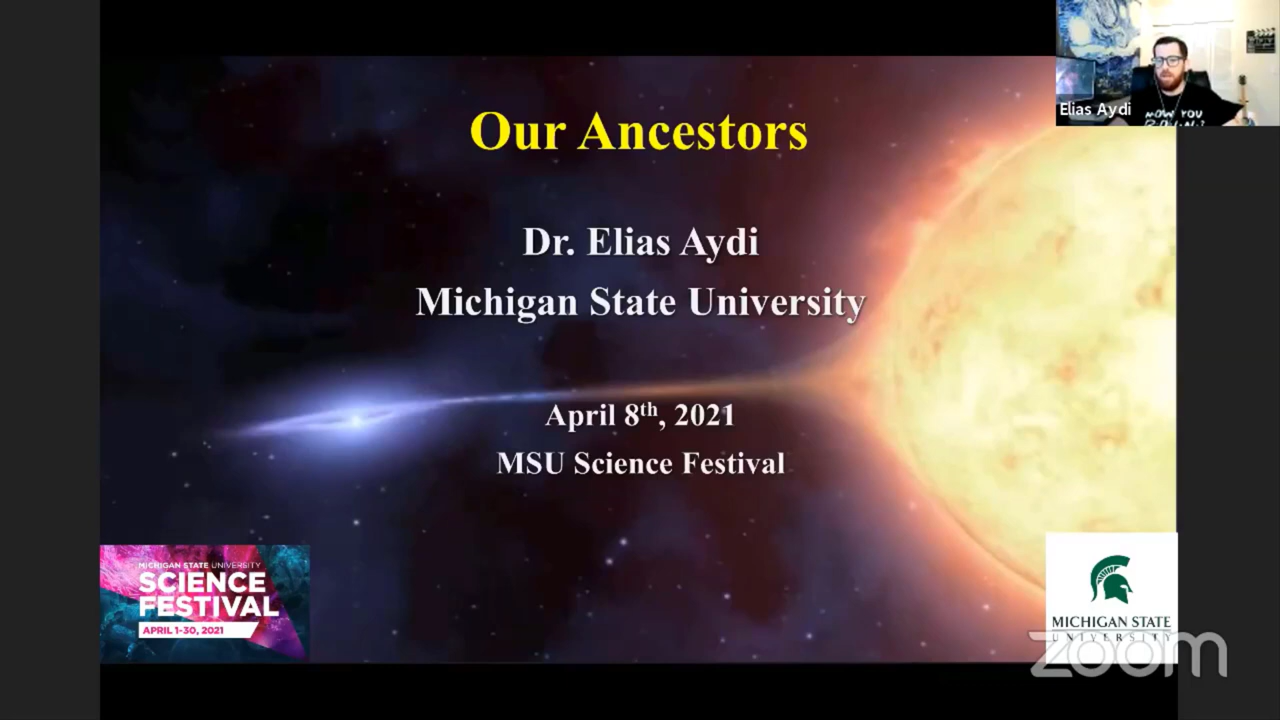 Our Ancestors
Elias Aydi
Dr. Elias Aydi
Michigan State University
April 8th, 2021
MSU Science Festival
MICHIGAN STATE UNIVERSITY
SCIENCE
FESTIVAL
APRIL 1-30, 2021
MICHIGAN STATE
UNIVERSITY
zoom